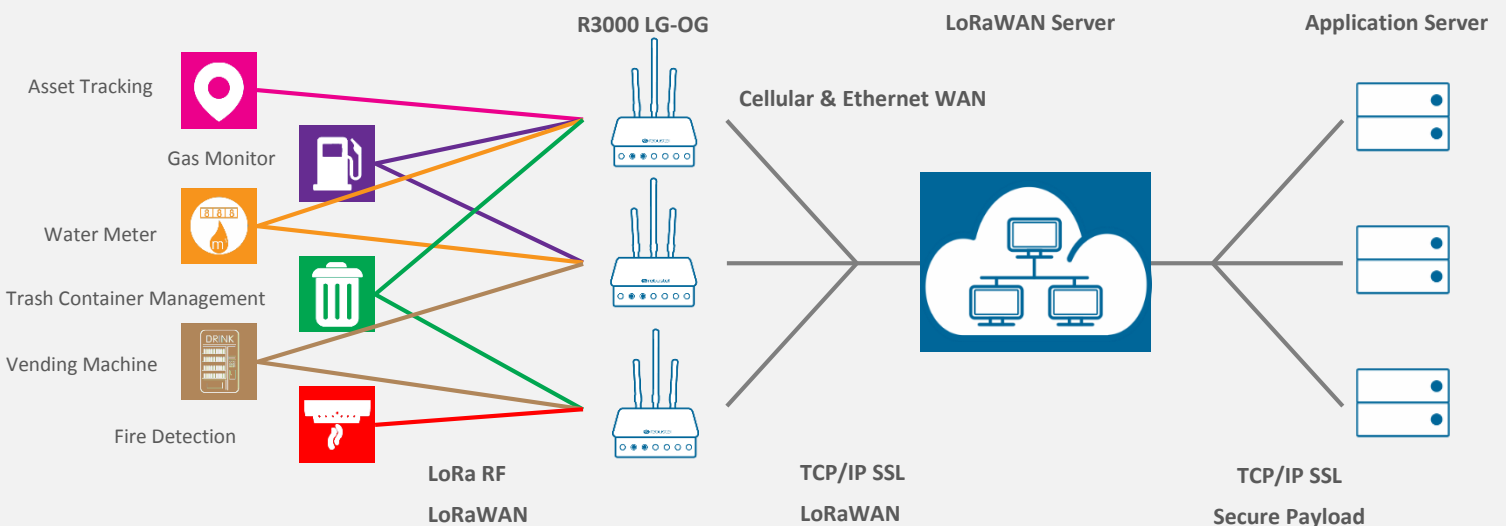 R3000 LG-OG
LoRaWAN Server
Application Server
Asset Tracking
Cellular & Ethernet WAN
Gas Monitor
Water Meter
Trash Container Management
DRINK
Vending Machine
Fire Detection
LoRa RF
LoRaWAN
TCP/IP SSL
LoRaWAN
TCP/IP SSL
Secure Payload